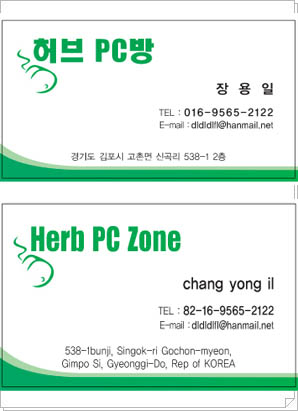 허브 PC방
장 용 일
TEL : 016-9565-2122
E-mail : dldldlfl@hanmail.net
경기도 김포시 고촌면 신곡리 538-1 2층
Herb PC Zone
chang yong il
TEL : 82-16-9565-2122
E-mail : dldldlfl@hanmail.net
538-1bunji, Singok-ri Gochon-myeon,
Gimpo Si, Gyeonggi-Do, Rep of KOREA